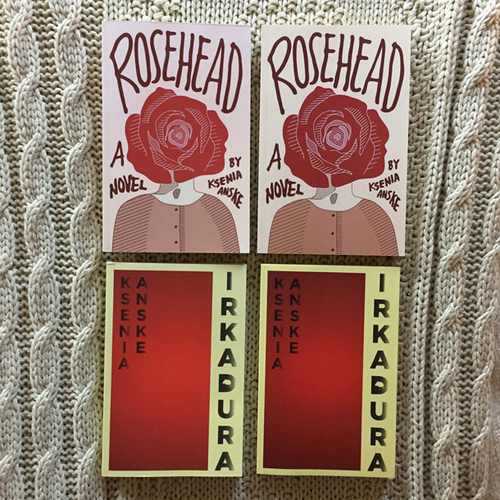 ROSEHEAD
A
NOVEL
BY
KSENIA
ANSKE
ROSEHEAD
A
NOVEL
BY
KSENIA
ANSKE
KSENIA
ANSKE
IRKADURA
KSENIA
ANSKE
IRKADURA